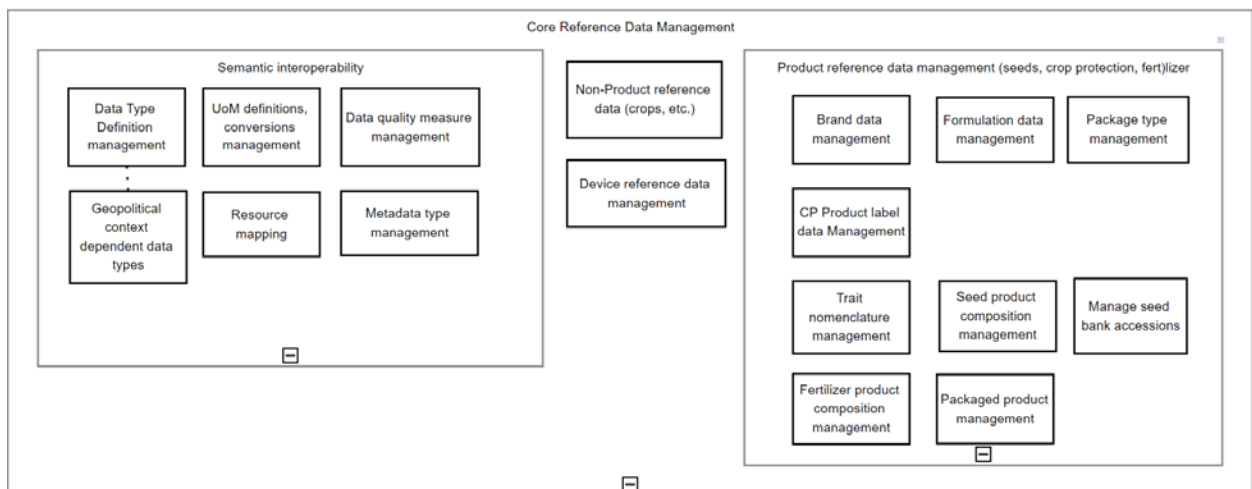 Core Reference Data Management
Semantic interoperability
Data Type
Definition
management
UoM definitions,
conversions
management
Data quality measure
management
Geopolitical
context
dependent data
types
Resource
mapping
Metadata type
management
Non-Product reference
data (crops, etc.)
Device reference data
management
Product reference data management (seeds, crop protection, fert)lizer
Brand data
management
Formulation data
management
Package type
management
CP Product label
data Management
Trait
nomenclature
management
Seed product
composition
management
Manage seed
bank accessions
Fertilizer product
composition
management
Packaged product
management